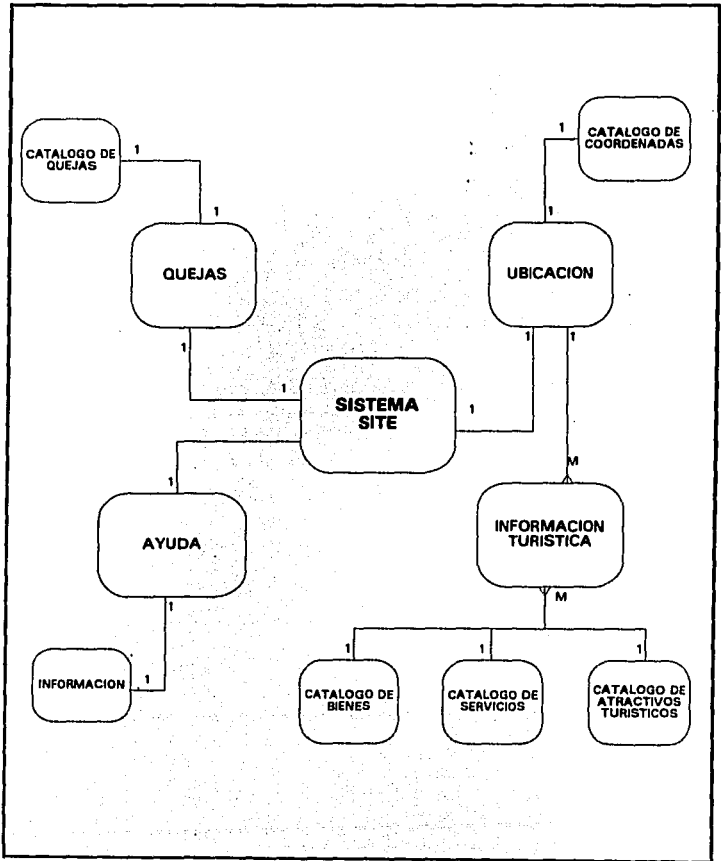 CATALOGO DE
QUEJAS
1
1
QUEJAS
1
1
CATALOGO DE
COORDENADAS
1
1
UBICACION
1
1
SISTEMA
SITE
1
M
1
AYUDA
1
INFORMACION
1
INFORMACION
TURISTICA
M
1
1
1
CATALOGO DE
BIENES
CATALOGO DE
SERVICIOS
CATALOGO DE
ATRACTIVOS
TURISTICOS